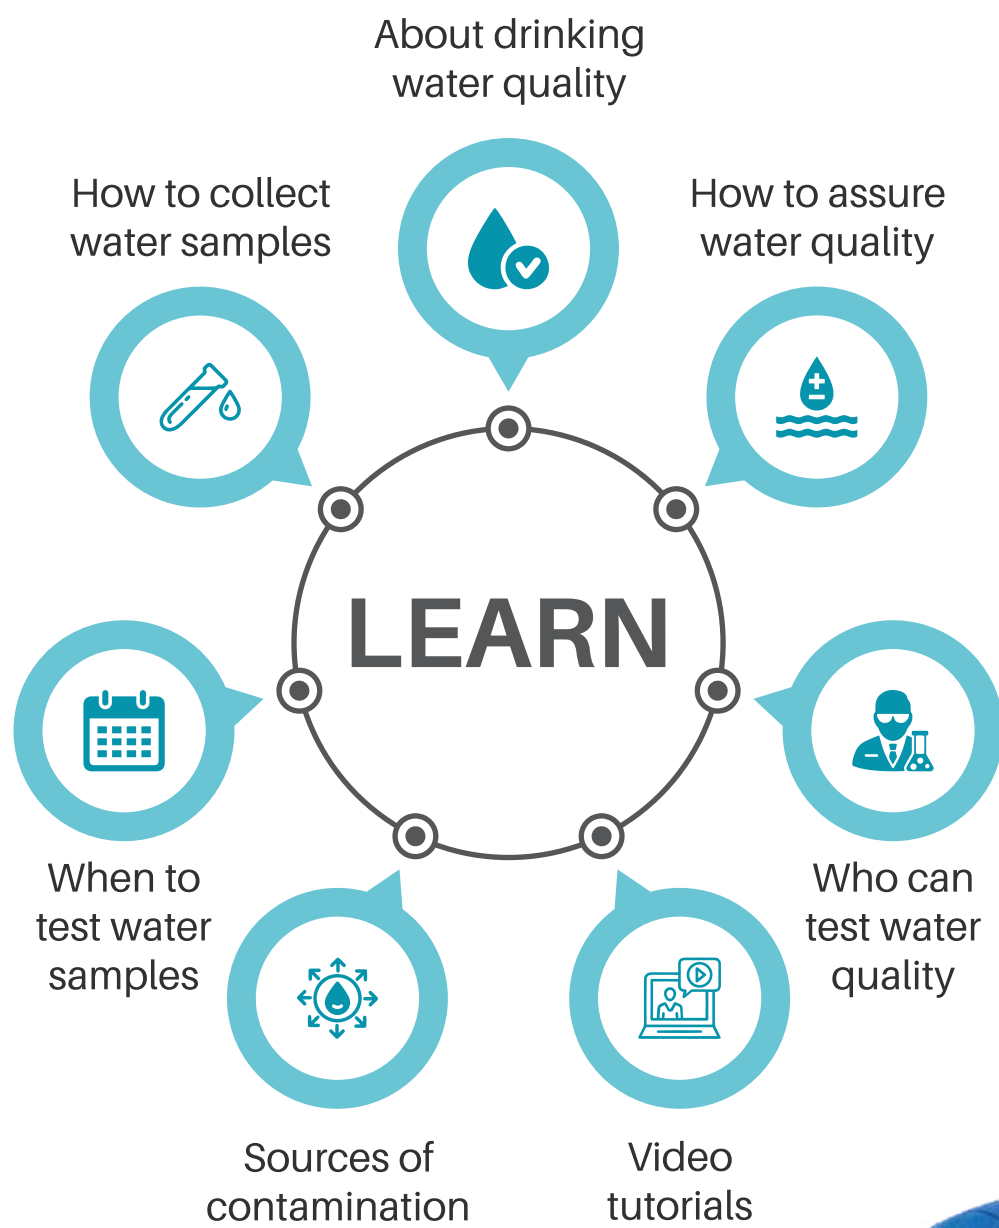 About drinking
water quality
How to collect
water samples
How to assure
water quality
LEARN
When to
test water
samples
Who can
test water
quality
Sources of
contamination
Video
tutorials